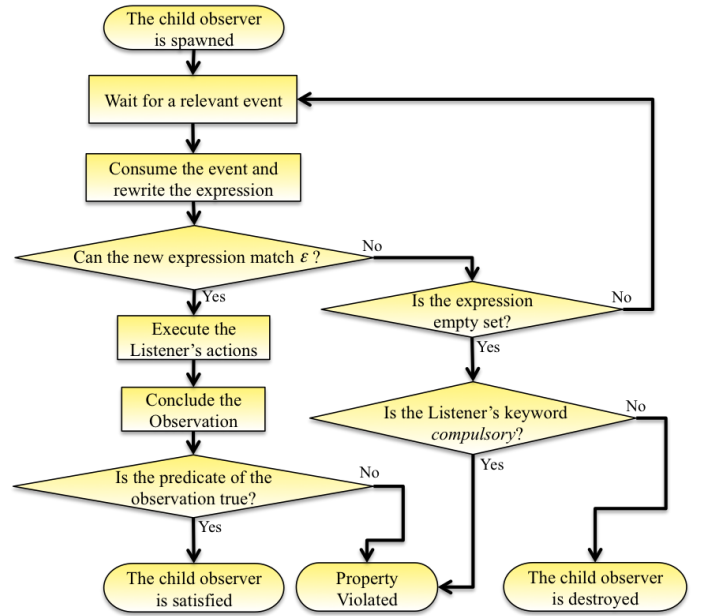 The child observer
is spawned
Wait for a relevant event
Consume the event and
rewrite the expression
Can the new expression match ε ?
No
Yes
Is the expression
empty set?
No
Yes
Execute the
Listener's actions
Conclude the
Observation
Is the Listener's keyword
compulsory?
No
Yes
Is the predicate of the
observation true?
No
Yes
The child observer
is satisfied
Property
Violated
The child observer
is destroyed